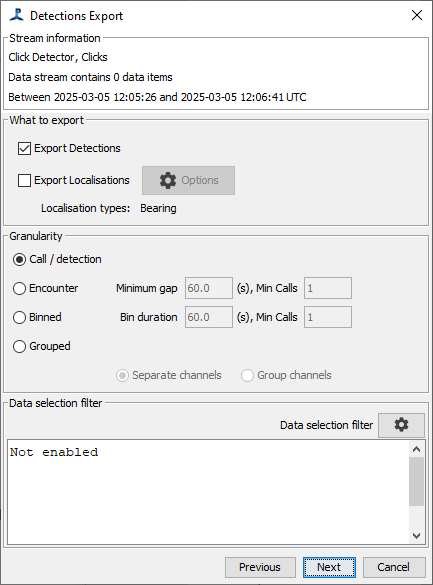 Detections Export
Stream information
Click Detector, Clicks
Data stream contains 0 data items
Between 2025-03-05 12:05:26 and 2025-03-05 12:06:41 UTC
What to export
Export Detections
Export Localisations Options
Localisation types: Bearing
Granularity
Call / detection
Encounter Minimum gap 60.0 (s), Min Calls 1
Binned Bin duration 60.0 (s), Min Calls 1
Grouped
Separate channels Group channels
Data selection filter
Data selection filter
Not enabled
Previous Next Cancel